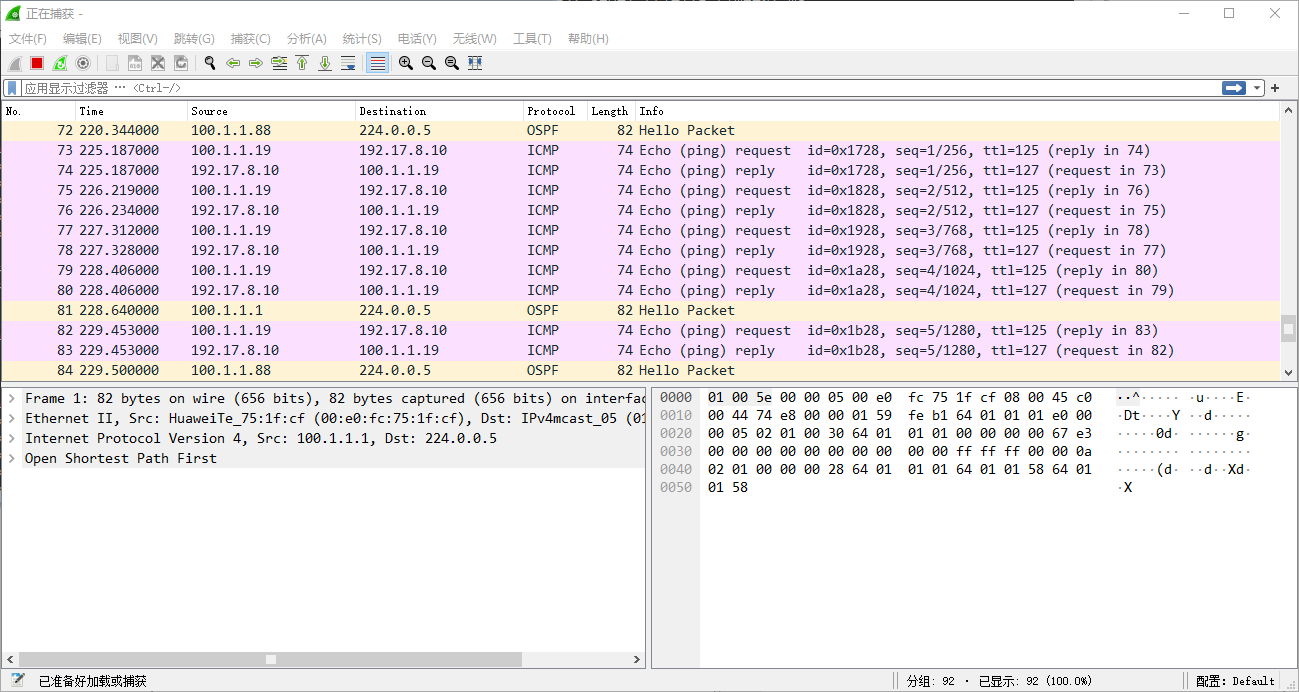 正在捕获 -
文件(F) 编辑(E) 视图(V) 跳转(G) 捕获(C) 分析(A) 统计(S) 电话(Y) 无线(W) 工具(T) 帮助(H)
应用显示过滤器 … <Ctrl-/>
No. Time Source Destination Protocol Length Info
72 220.344000 100.1.1.88 224.0.0.5 OSPF 82 Hello Packet
73 225.187000 100.1.1.19 192.17.8.10 ICMP 74 Echo (ping) request id=0x1728, seq=1/256, ttl=125 (reply in 74)
74 225.187000 192.17.8.10 100.1.1.19 ICMP 74 Echo (ping) reply id=0x1728, seq=1/256, ttl=127 (request in 73)
75 226.219000 100.1.1.19 192.17.8.10 ICMP 74 Echo (ping) request id=0x1828, seq=2/512, ttl=125 (reply in 76)
76 226.234000 192.17.8.10 100.1.1.19 ICMP 74 Echo (ping) reply id=0x1828, seq=2/512, ttl=127 (request in 75)
77 227.312000 100.1.1.19 192.17.8.10 ICMP 74 Echo (ping) request id=0x1928, seq=3/768, ttl=125 (reply in 78)
78 227.328000 192.17.8.10 100.1.1.19 ICMP 74 Echo (ping) reply id=0x1928, seq=3/768, ttl=127 (request in 77)
79 228.406000 100.1.1.19 192.17.8.10 ICMP 74 Echo (ping) request id=0x1a28, seq=4/1024, ttl=125 (reply in 80)
80 228.406000 192.17.8.10 100.1.1.19 ICMP 74 Echo (ping) reply id=0x1a28, seq=4/1024, ttl=127 (request in 79)
81 228.640000 100.1.1.1 224.0.0.5 OSPF 82 Hello Packet
82 229.453000 100.1.1.19 192.17.8.10 ICMP 74 Echo (ping) request id=0x1b28, seq=5/1280, ttl=125 (reply in 83)
83 229.453000 192.17.8.10 100.1.1.19 ICMP 74 Echo (ping) reply id=0x1b28, seq=5/1280, ttl=127 (request in 82)
84 229.500000 100.1.1.88 224.0.0.5 OSPF 82 Hello Packet
Frame 1: 82 bytes on wire (656 bits), 82 bytes captured (656 bits) on interfac
Ethernet II, Src: HuaweiTe_75:1f:cf (00:e0:fc:75:1f:cf), Dst: IPv4mcast_05 (01
Internet Protocol Version 4, Src: 100.1.1.1, Dst: 224.0.0.5
Open Shortest Path First
0000 01 00 5e 00 00 05 00 e0 fc 75 1f cf 08 00 45 c0 ··^····· ·u····E·
0010 00 44 74 e8 00 00 01 59 fe b1 64 01 01 01 e0 00 ·Dt····Y ··d·····
0020 00 05 02 01 00 30 64 01 01 01 00 00 00 00 67 e3 ·····0d· ······g·
0030 00 00 00 00 00 00 00 00 00 00 ff ff ff 00 00 0a ········ ········
0040 02 01 00 00 00 28 64 01 01 01 64 01 01 58 64 01 ·····(d· ··d··Xd·
0050 01 58 ·X
已准备好加载或捕获
分组: 92 · 已显示: 92 (100.0%)
配置: Default